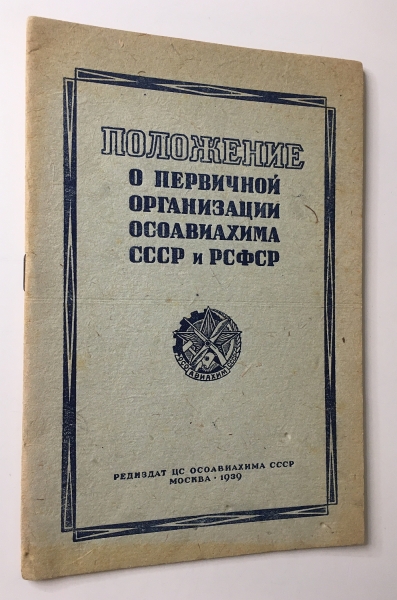 ПОЛОЖЕНИЕ
О ПЕРВИЧНОЙ
ОРГАНИЗАЦИИ
ОСОАВИАХИМА
СССР и РСФСР
ОСОАВИАХИМ
РЕДИЗДАТ ЦС ОСОАВИАХИМА СССР
МОСКВА · 1939